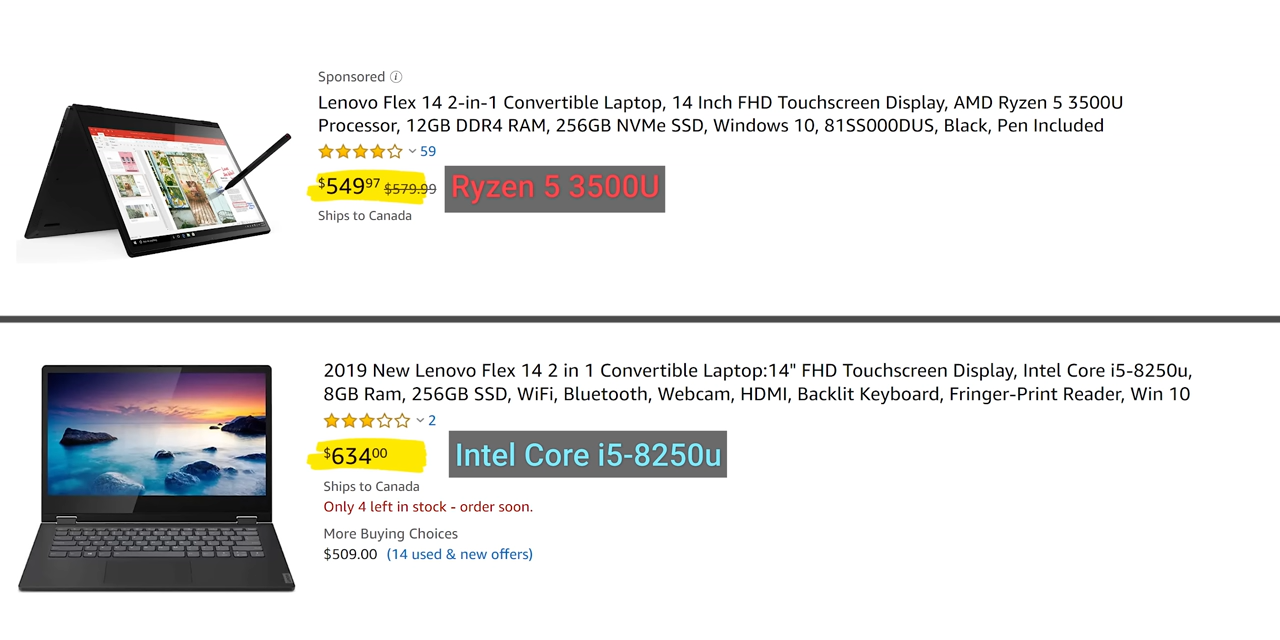 Sponsored
Lenovo Flex 14 2-in-1 Convertible Laptop, 14 Inch FHD Touchscreen Display, AMD Ryzen 5 3500U
Processor, 12GB DDR4 RAM, 256GB NVMe SSD, Windows 10, 81SS000DUS, Black, Pen Included
59
$54997 $579.99 Ryzen 5 3500U
Ships to Canada
2019 New Lenovo Flex 14 2 in 1 Convertible Laptop:14" FHD Touchscreen Display, Intel Core i5-8250u,
8GB Ram, 256GB SSD, WiFi, Bluetooth, Webcam, HDMI, Backlit Keyboard, Fringer-Print Reader, Win 10
2
$63400 Intel Core i5-8250u
Ships to Canada
Only 4 left in stock - order soon.
More Buying Choices
$509.00 (14 used & new offers)